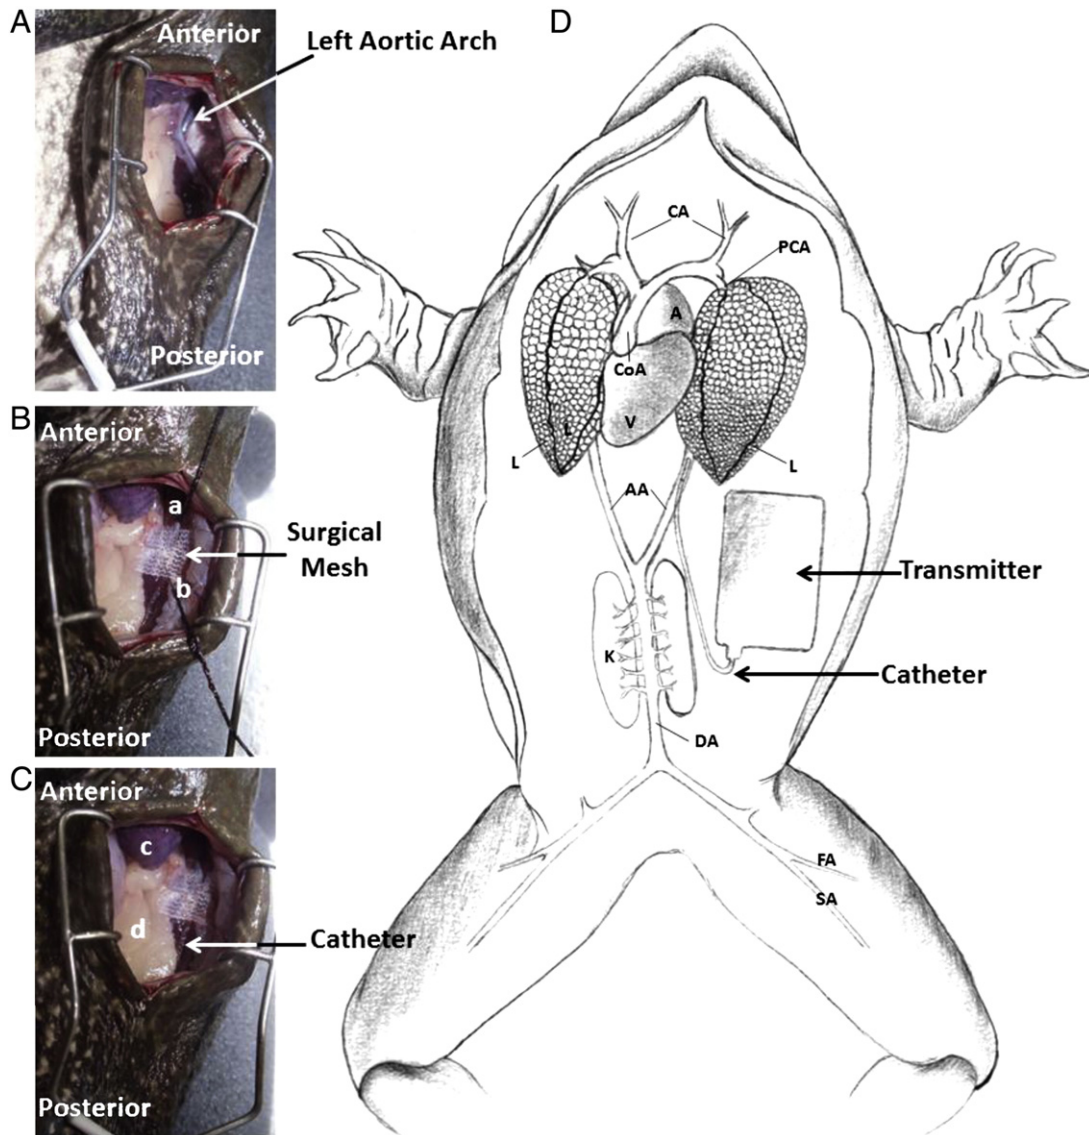 A
Anterior
Left Aortic Arch
Posterior
B
Anterior
a
Surgical
Mesh
b
Posterior
C
Anterior
c
d
Catheter
Posterior
D
CA
PCA
A
CoA
V
L
L
L
AA
Transmitter
K
Catheter
DA
FA
SA